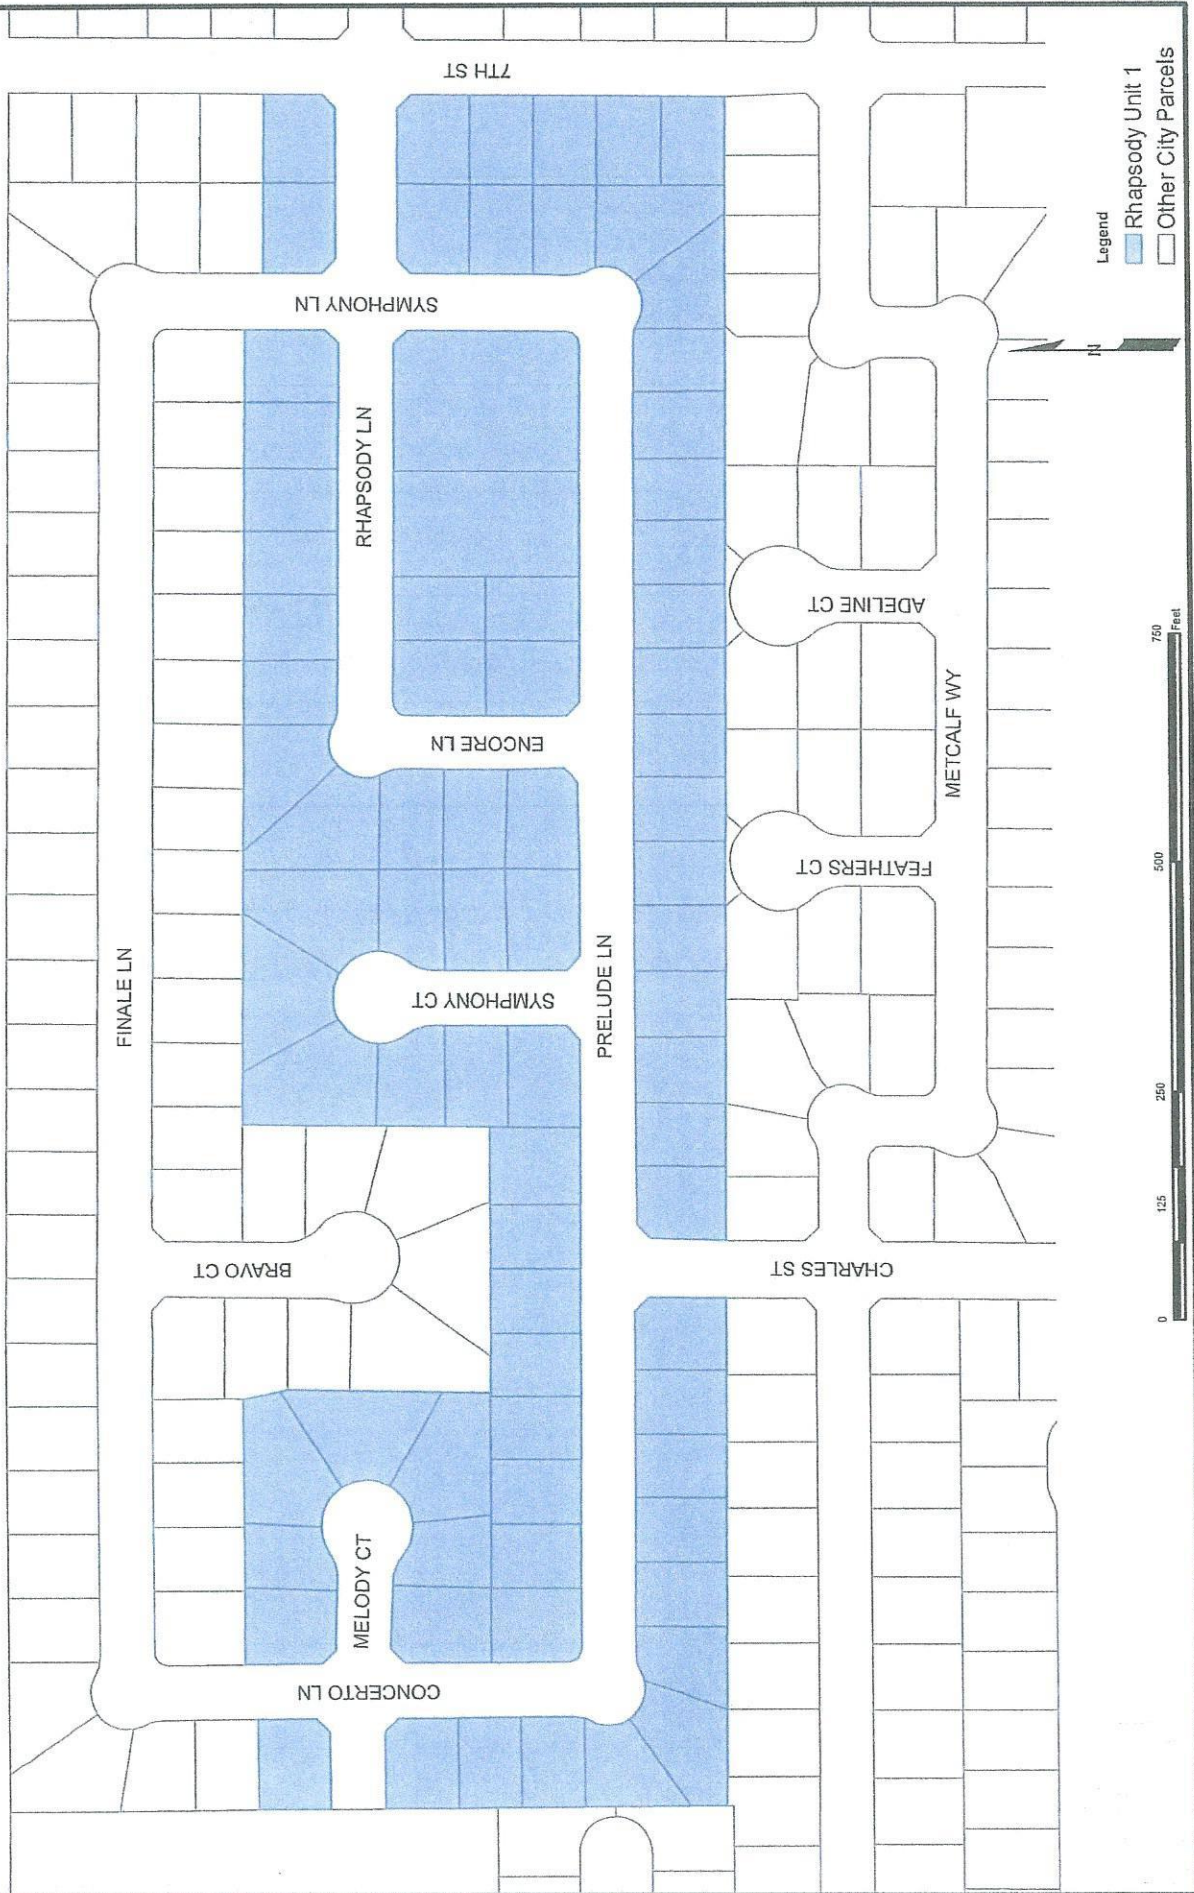 7TH ST
SYMPHONY LN
RHAPSODY LN
FINALE LN
ENCORE LN
SYMPHONY CT
PRELUDE LN
BRAVO CT
MELODY CT
CONCERTO LN
ADELINE CT
METCALF WY
FEATHERS CT
CHARLES ST
Legend
Rhapsody Unit 1
Other City Parcels
N
0 125 250 500 750
Feet